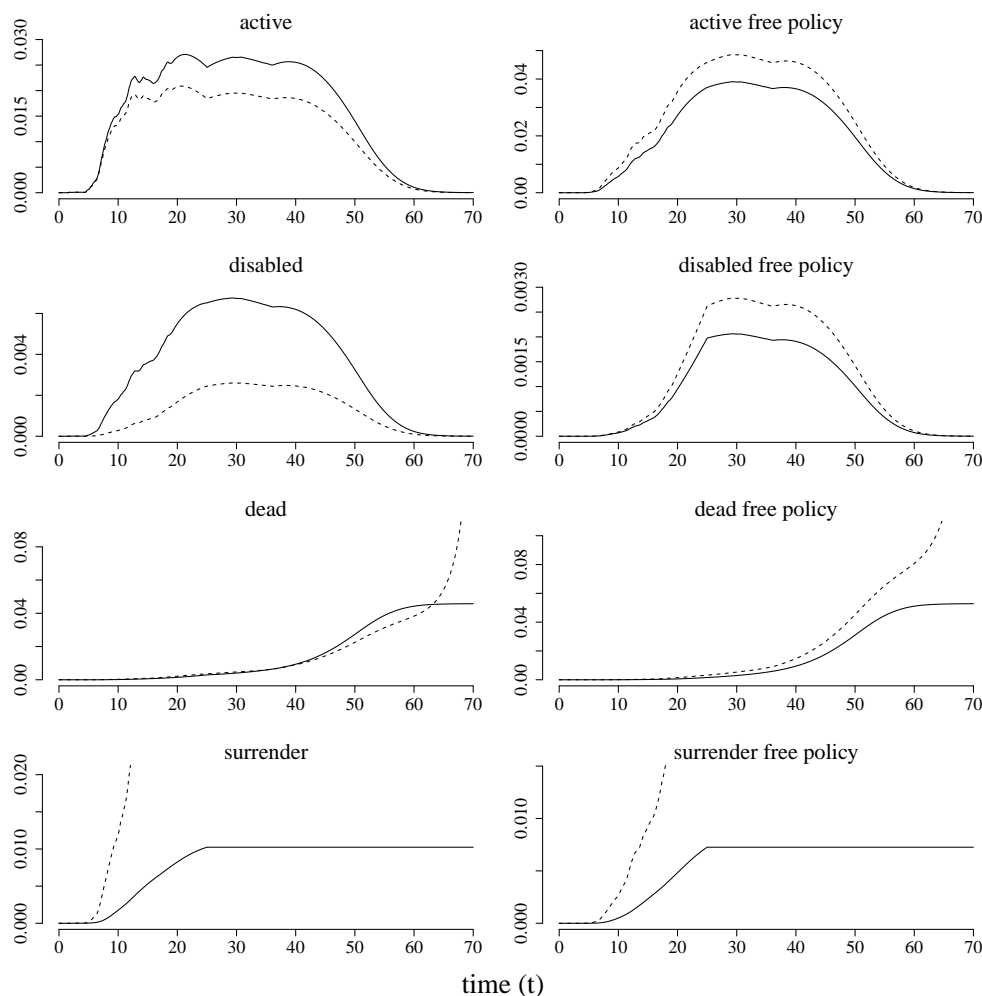 active
active free policy
0.000 0.015 0.030
0.00 0.02 0.04
0 10 20 30 40 50 60 70
0 10 20 30 40 50 60 70
disabled
disabled free policy
0.000 0.004
0.0000 0.0015 0.0030
0 10 20 30 40 50 60 70
0 10 20 30 40 50 60 70
dead
dead free policy
0.00 0.04 0.08
0.00 0.04 0.08
0 10 20 30 40 50 60 70
0 10 20 30 40 50 60 70
surrender
surrender free policy
0.000 0.010 0.020
0.000 0.010
0 10 20 30 40 50 60 70
0 10 20 30 40 50 60 70
time (t)